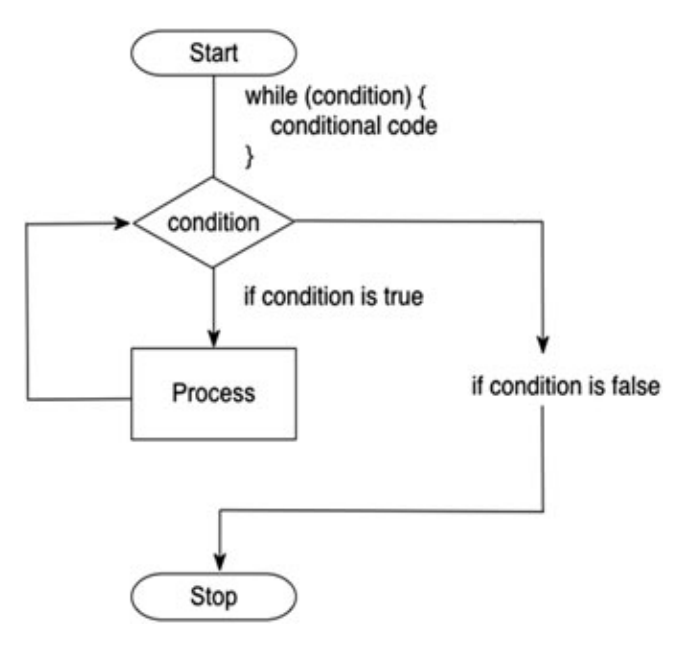 Start
while (condition) {
conditional code
}
condition
if condition is true
Process
if condition is false
Stop